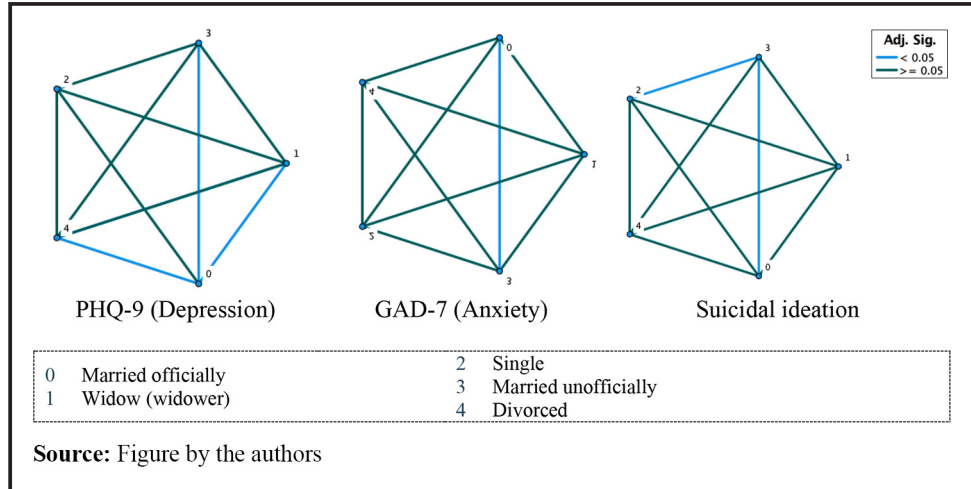 3
2
1
4
0
PHQ-9 (Depression)
0
4
1
2
3
GAD-7 (Anxiety)
3
2
1
4
0
Suicidal ideation
Adj. Sig.
< 0.05
>= 0.05
0 Married officially
1 Widow (widower)
2 Single
3 Married unofficially
4 Divorced
Source: Figure by the authors